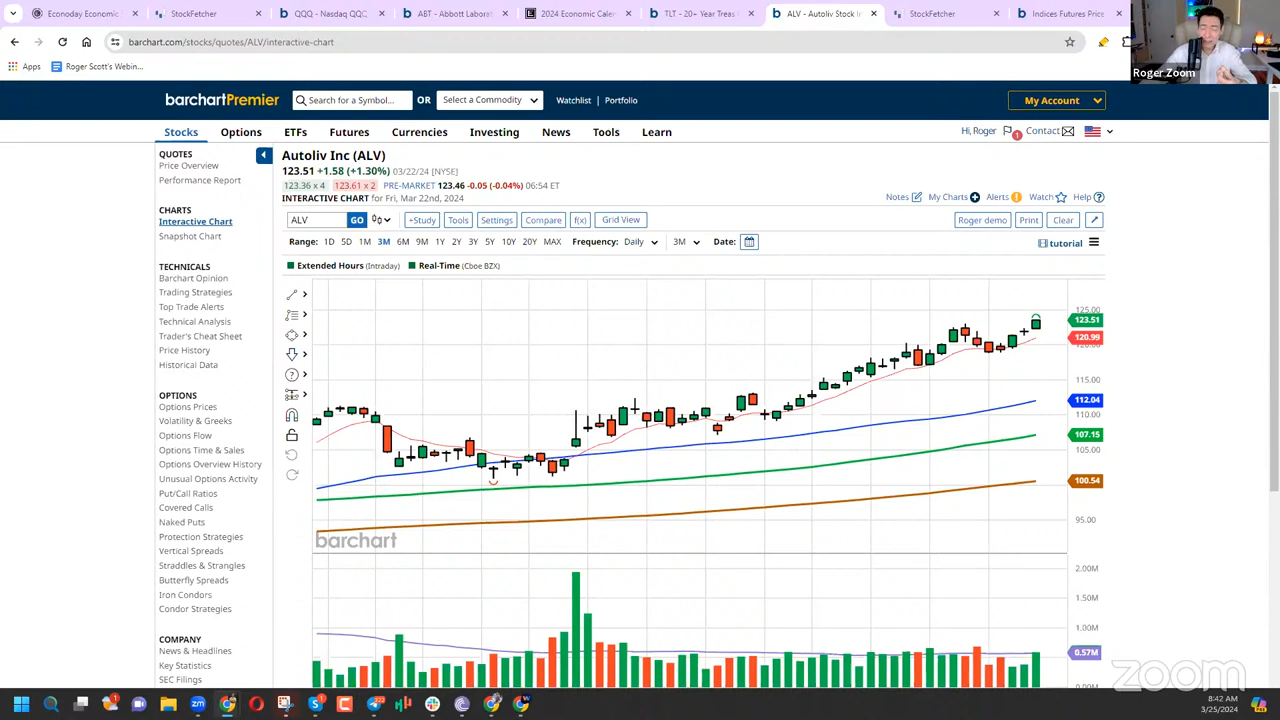 Economic Derivatives
StockFetcher
QQQ - Nasdaq QQQ
ABT - Abbott Labora
2024 Economic Calen
TLT - 20+ Year Treas
ALV - Autoliv Stock In
StockFetcher
Indices Futures Price
barchart.com/stocks/quotes/ALV/interactive-chart
Apps
Roger Scott's Webin...
Roger Zoom
barchart Premier
Search for a Symbol...
OR
Select a Commodity
Watchlist | Portfolio
My Account
Stocks
Options
ETFs
Futures
Currencies
Investing
News
Tools
Learn
Hi, Roger
1
Contact
QUOTES
Price Overview
Performance Report
CHARTS
Interactive Chart
Snapshot Chart
TECHNICALS
Barchart Opinion
Trading Strategies
Top Trade Alerts
Technical Analysis
Trader's Cheat Sheet
Price History
Historical Data
OPTIONS
Options Prices
Volatility & Greeks
Options Flow
Options Time & Sales
Options Overview History
Unusual Options Activity
Put/Call Ratios
Covered Calls
Naked Puts
Protection Strategies
Vertical Spreads
Straddles & Strangles
Butterfly Spreads
Iron Condors
Condor Strategies
COMPANY
News & Headlines
Key Statistics
SEC Filings
Autoliv Inc (ALV)
123.51 +1.58 (+1.30%) 03/22/24 [NYSE]
123.36 x 4 123.61 x 2 PRE-MARKET 123.46 -0.05 (-0.04%) 06:54 ET
INTERACTIVE CHART for Fri, Mar 22nd, 2024
Notes
My Charts
Alerts
Watch
Help
ALV
GO
+Study
Tools
Settings
Compare
f(x)
Grid View
Roger demo
Print
Clear
Range: 1D 5D 1M 3M 6M 9M 1Y 2Y 3Y 5Y 10Y 20Y MAX
Frequency: Daily
3M
Date:
tutorial
Extended Hours (Intraday)
Real-Time (Cboe BZX)
125.00
123.51
120.99
120.00
115.00
112.04
110.00
107.15
105.00
100.54
95.00
barchart
2.00M
1.50M
1.00M
0.57M
0.00M
zoom
8:42 AM
3/25/2024